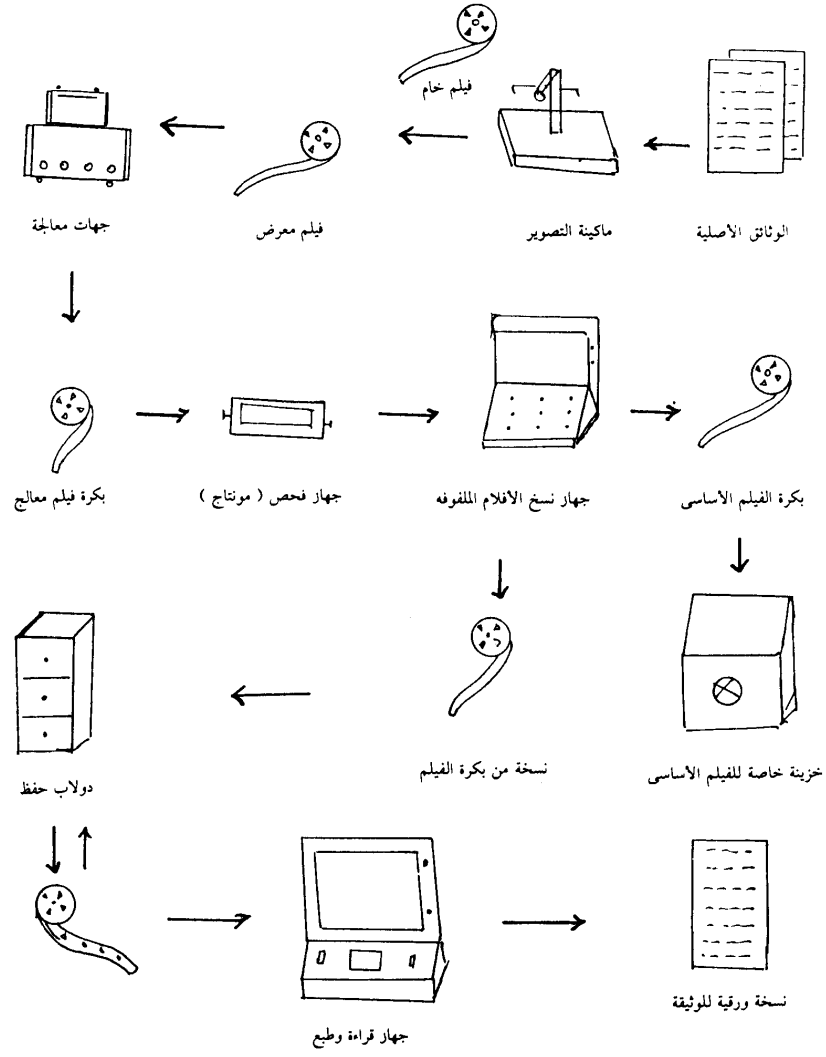 فيلم خام
الوثائق الأصلية
ماكينة التصوير
فيلم معرض
جهات معالجة
بكرة فيلم معالج
جهاز فحص ( مونتاج )
جهاز نسخ الأفلام الملفوفه
بكرة الفيلم الأساسى
خزينة خاصة للفيلم الأساسى
نسخة من بكرة الفيلم
دولاب حفظ
جهاز قراءة وطبع
نسخة ورقية للوثيقة